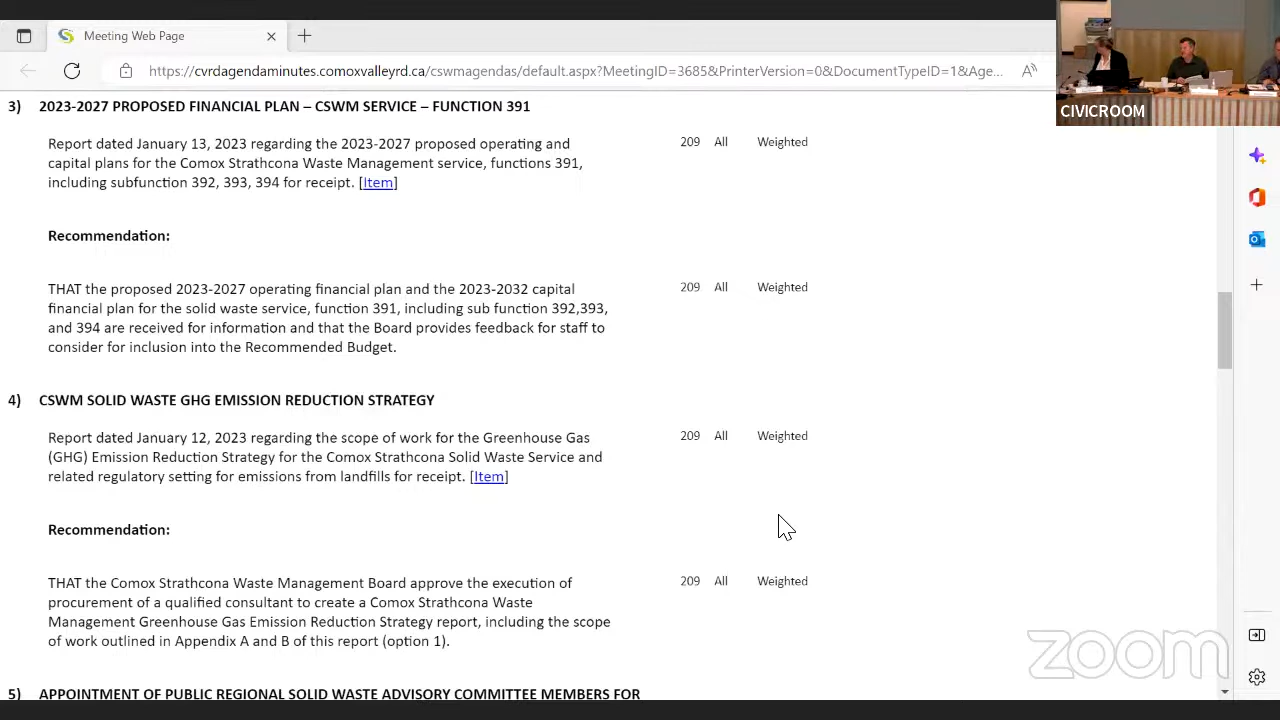 Meeting Web Page
https://cvrdagendaminutes.comoxvalleyrd.ca/cswmagendas/default.aspx?MeetingID=3685&PrinterVersion=0&DocumentTypeID=1&Age...
CIVICROOM
3) 2023-2027 PROPOSED FINANCIAL PLAN – CSWM SERVICE – FUNCTION 391
Report dated January 13, 2023 regarding the 2023-2027 proposed operating and 209 All Weighted
capital plans for the Comox Strathcona Waste Management service, functions 391,
including subfunction 392, 393, 394 for receipt. [Item]
Recommendation:
THAT the proposed 2023-2027 operating financial plan and the 2023-2032 capital 209 All Weighted
financial plan for the solid waste service, function 391, including sub function 392,393,
and 394 are received for information and that the Board provides feedback for staff to
consider for inclusion into the Recommended Budget.
4) CSWM SOLID WASTE GHG EMISSION REDUCTION STRATEGY
Report dated January 12, 2023 regarding the scope of work for the Greenhouse Gas 209 All Weighted
(GHG) Emission Reduction Strategy for the Comox Strathcona Solid Waste Service and
related regulatory setting for emissions from landfills for receipt. [Item]
Recommendation:
THAT the Comox Strathcona Waste Management Board approve the execution of 209 All Weighted
procurement of a qualified consultant to create a Comox Strathcona Waste
Management Greenhouse Gas Emission Reduction Strategy report, including the scope
of work outlined in Appendix A and B of this report (option 1).
zoom
5) APPOINTMENT OF PUBLIC REGIONAL SOLID WASTE ADVISORY COMMITTEE MEMBERS FOR